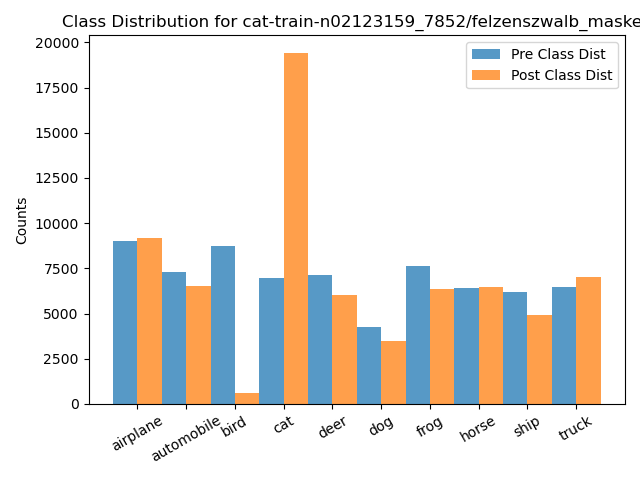 Class Distribution for cat-train-n02123159_7852/felzenszwalb_maske
Pre Class Dist
Post Class Dist
20000
17500
15000
12500
10000
7500
5000
2500
0
Counts
airplane
automobile
bird
cat
deer
dog
frog
horse
ship
truck